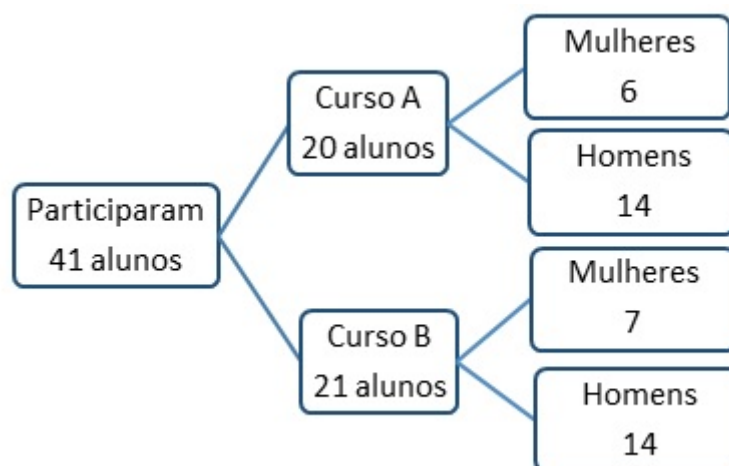 Participaram
41 alunos
Curso A
20 alunos
Mulheres
6
Homens
14
Curso B
21 alunos
Mulheres
7
Homens
14